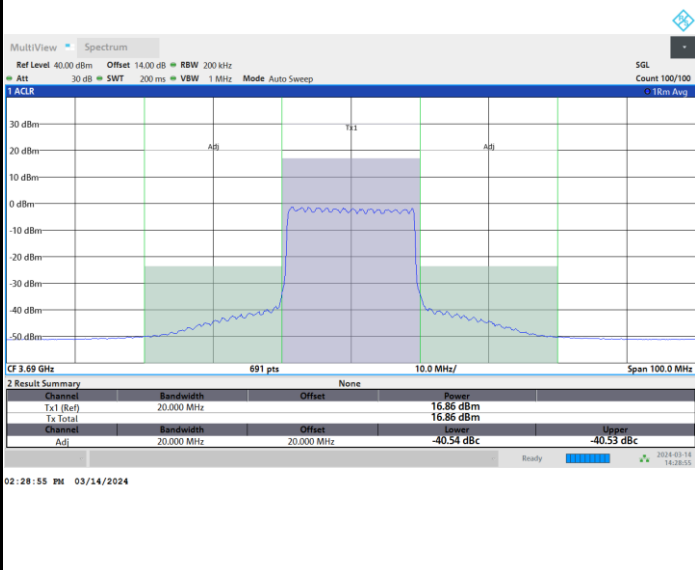 MultiView Spectrum
Ref Level 40.00 dBm Offset 14.00 dB RBW 200 kHz SGL
Att 30 dB SWT 200 ms VBW 1 MHz Mode Auto Sweep Count 100/100
1 ACLR 1Rm Avg
30 dBm
Tx1
20 dBm Adj Adj
10 dBm
0 dBm
-10 dBm
-20 dBm
-30 dBm
-40 dBm
-50 dBm
CF 3.69 GHz 691 pts 10.0 MHz/ Span 100.0 MHz
2 Result Summary None
Channel Bandwidth Offset Power
Tx1 (Ref) 20.000 MHz 16.86 dBm
Tx Total 16.86 dBm
Channel Bandwidth Offset Lower Upper
Adj 20.000 MHz 20.000 MHz -40.54 dBc -40.53 dBc
Ready 2024-03-14
14:28:55
02:28:55 PM 03/14/2024